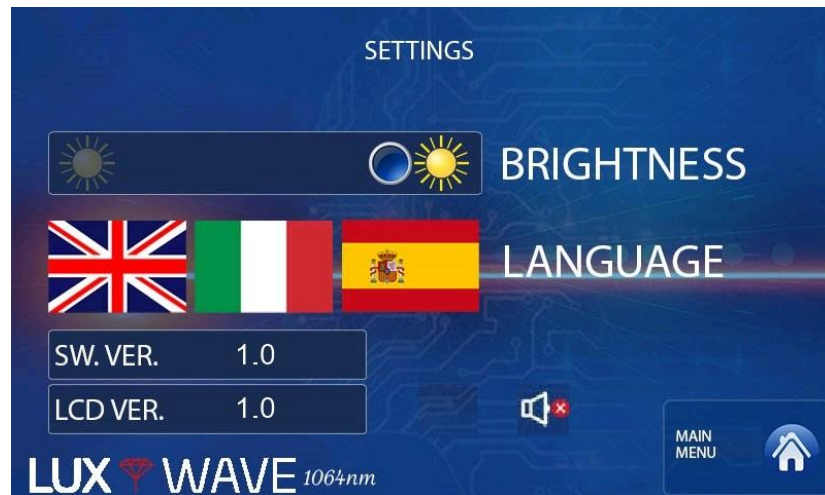 SETTINGS
BRIGHTNESS
LANGUAGE
SW. VER. 1.0
LCD VER. 1.0
MAIN
MENU
LUX WAVE 1064nm